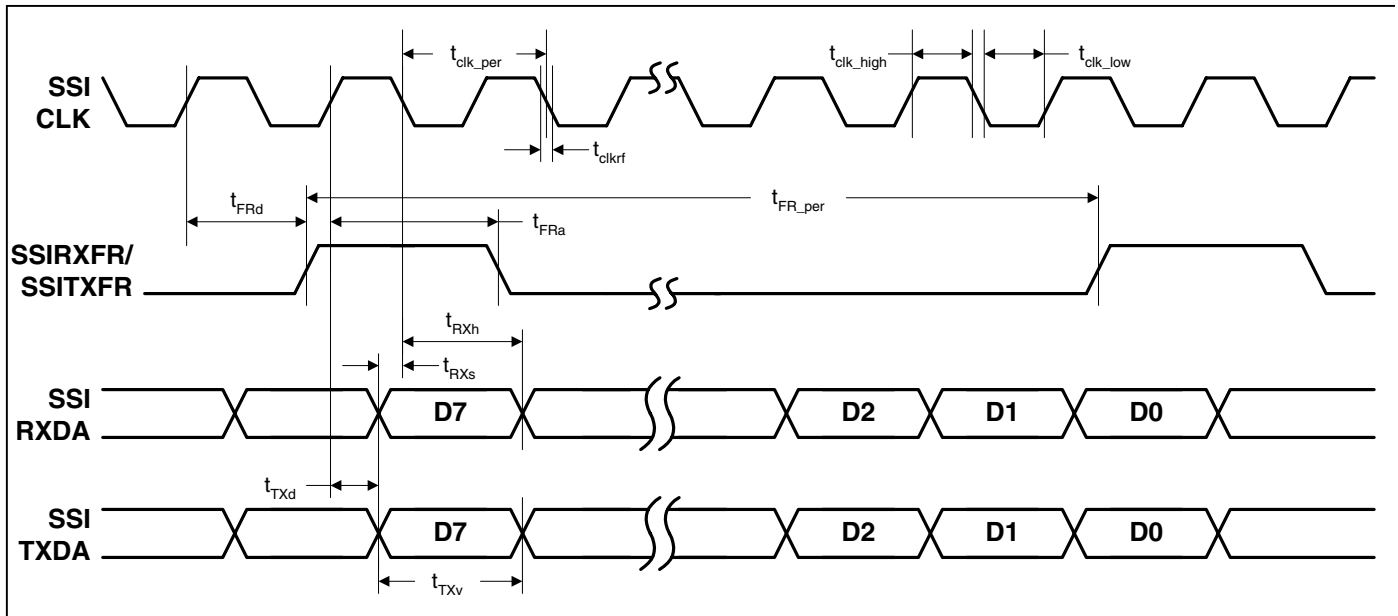 SSI
CLK
t_clk_per
t_clk_high
t_clk_low
t_clkrf
t_FRd
t_FR_per
t_FRa
SSIRXFR/
SSITXFR
t_RXh
t_RXs
SSI
RXDA
D7
D2
D1
D0
t_TXd
SSI
TXDA
D7
D2
D1
D0
t_TXv